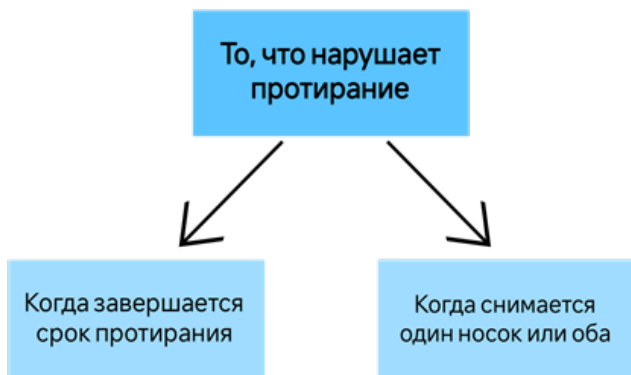 То, что нарушает
протирание
Когда завершается
срок протирания
Когда снимается
один носок или оба